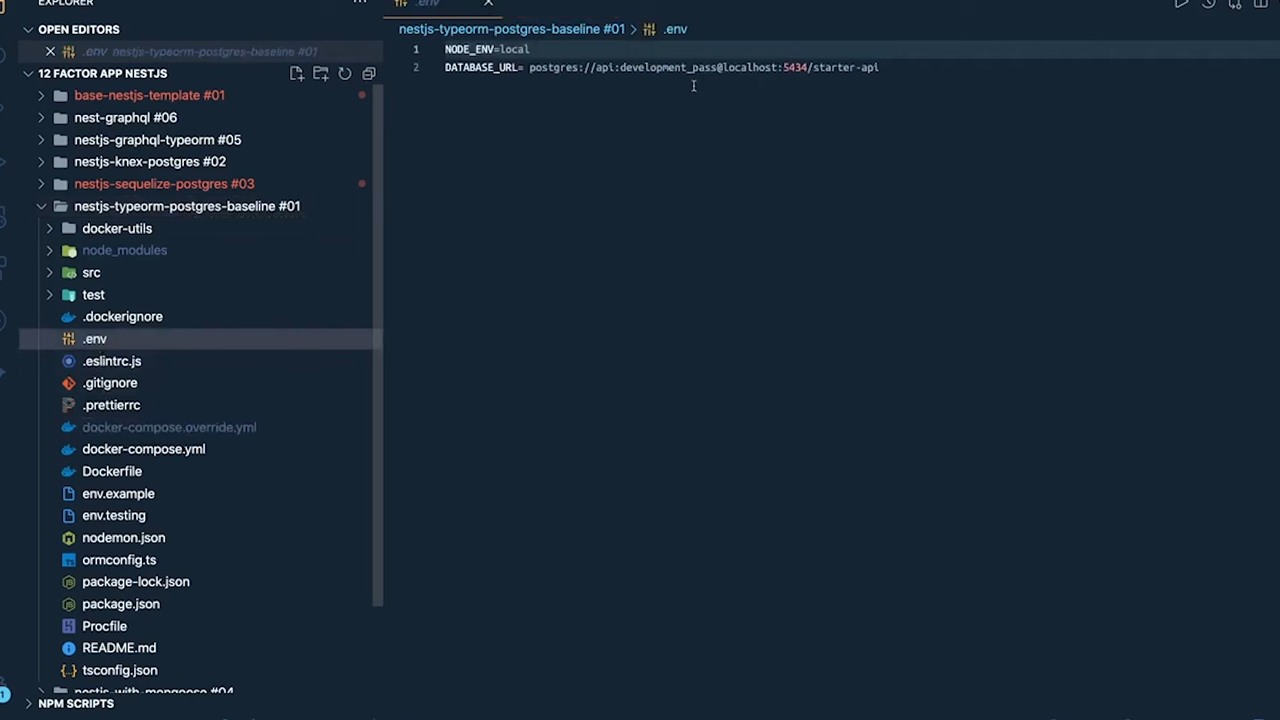 EXPLORER
.env
OPEN EDITORS
.env nestjs-typeorm-postgres-baseline #01
12 FACTOR APP NESTJS
base-nestjs-template #01
nest-graphql #06
nestjs-graphql-typeorm #05
nestjs-knex-postgres #02
nestjs-sequelize-postgres #03
nestjs-typeorm-postgres-baseline #01
docker-utils
node_modules
src
test
.dockerignore
.env
.eslintrc.js
.gitignore
.prettierrc
docker-compose.override.yml
docker-compose.yml
Dockerfile
env.example
env.testing
nodemon.json
ormconfig.ts
package-lock.json
package.json
Procfile
README.md
tsconfig.json
nestjs-with-mongoose #04
NPM SCRIPTS
1
nestjs-typeorm-postgres-baseline #01 > .env
1 NODE_ENV=local
2 DATABASE_URL= postgres://api:development_pass@localhost:5434/starter-api